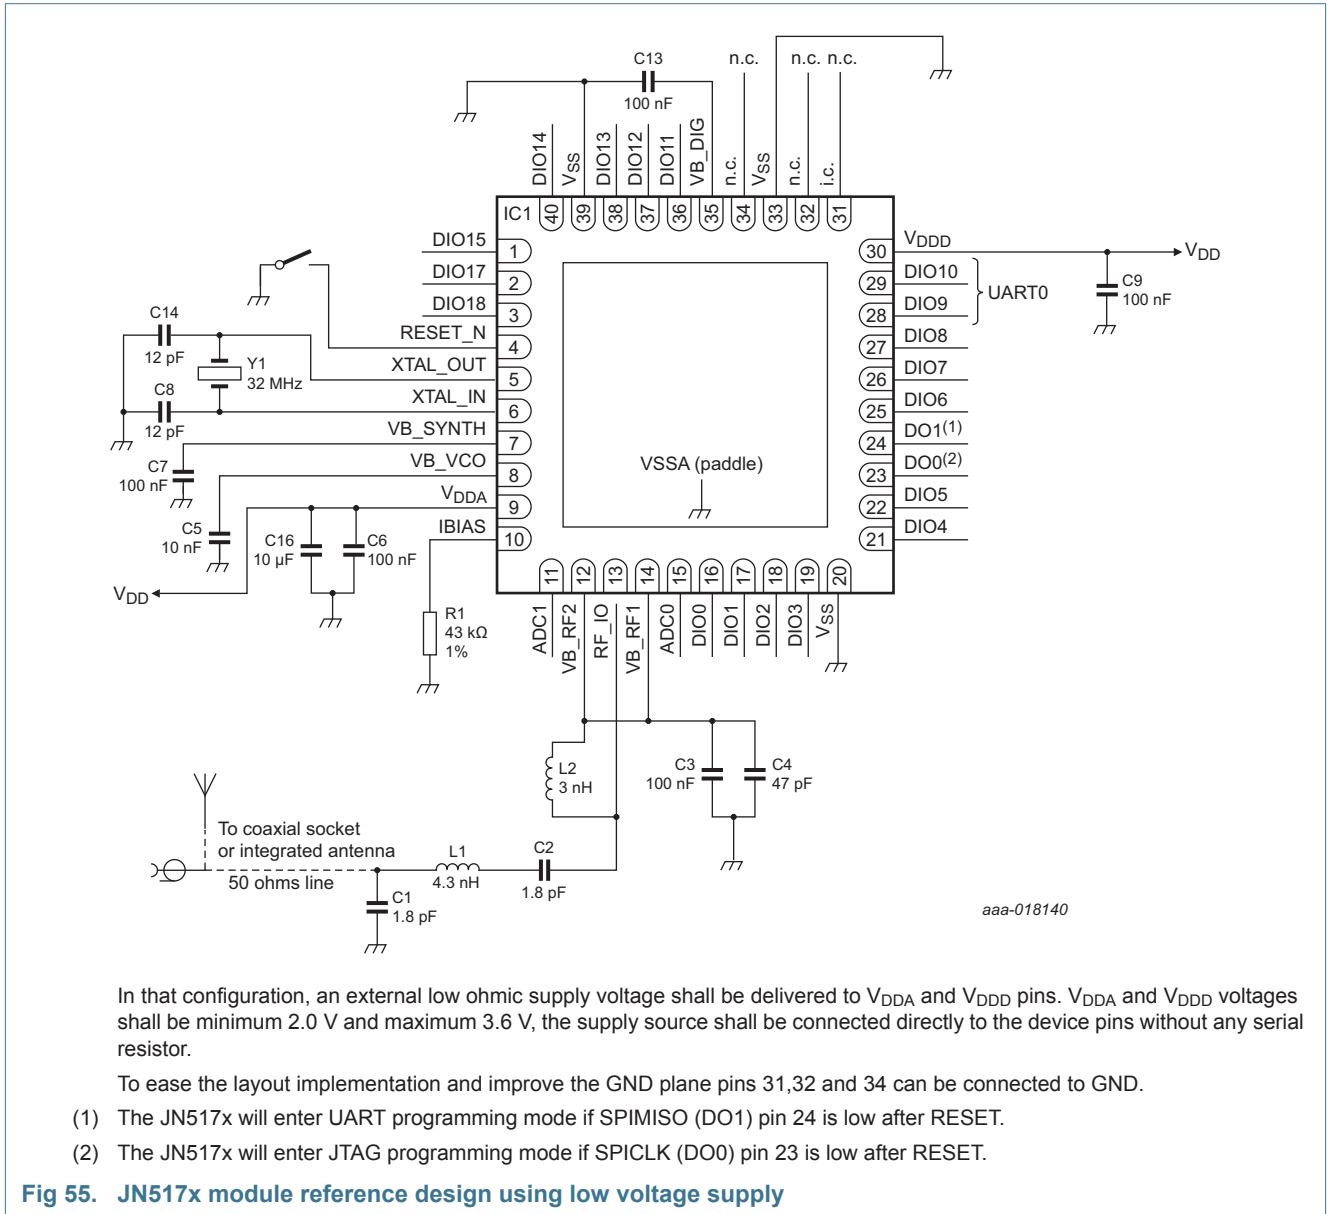 C13
100 nF
n.c.
n.c. n.c.
DIO14
VSS
DIO13
DIO12
DIO11
VB_DIG
n.c.
VSS
n.c.
i.c.
IC1
40
39
38
37
36
35
34
33
32
31
DIO15
1
DIO17
2
DIO18
3
RESET_N
4
XTAL_OUT
5
XTAL_IN
6
VB_SYNTH
7
VB_VCO
8
VDDA
9
IBIAS
10
C14
12 pF
Y1
32 MHz
C8
12 pF
C7
100 nF
C5
10 nF
C16
10 µF
C6
100 nF
VDD
R1
43 kΩ
1%
VSSA (paddle)
30
VDDD
VDD
29
DIO10
28
DIO9
UART0
C9
100 nF
27
DIO8
26
DIO7
25
DIO6
24
DO1(1)
23
DO0(2)
22
DIO5
21
DIO4
11
12
13
14
15
16
17
18
19
20
ADC1
VB_RF2
RF_IO
VB_RF1
ADC0
DIO0
DIO1
DIO2
DIO3
VSS
L2
3 nH
C3
100 nF
C4
47 pF
To coaxial socket
or integrated antenna
50 ohms line
L1
4.3 nH
C2
1.8 pF
C1
1.8 pF
aaa-018140
In that configuration, an external low ohmic supply voltage shall be delivered to VDDA and VDDD pins. VDDA and VDDD voltages
shall be minimum 2.0 V and maximum 3.6 V, the supply source shall be connected directly to the device pins without any serial
resistor.
To ease the layout implementation and improve the GND plane pins 31,32 and 34 can be connected to GND.
(1) The JN517x will enter UART programming mode if SPIMISO (DO1) pin 24 is low after RESET.
(2) The JN517x will enter JTAG programming mode if SPICLK (DO0) pin 23 is low after RESET.
Fig 55. JN517x module reference design using low voltage supply